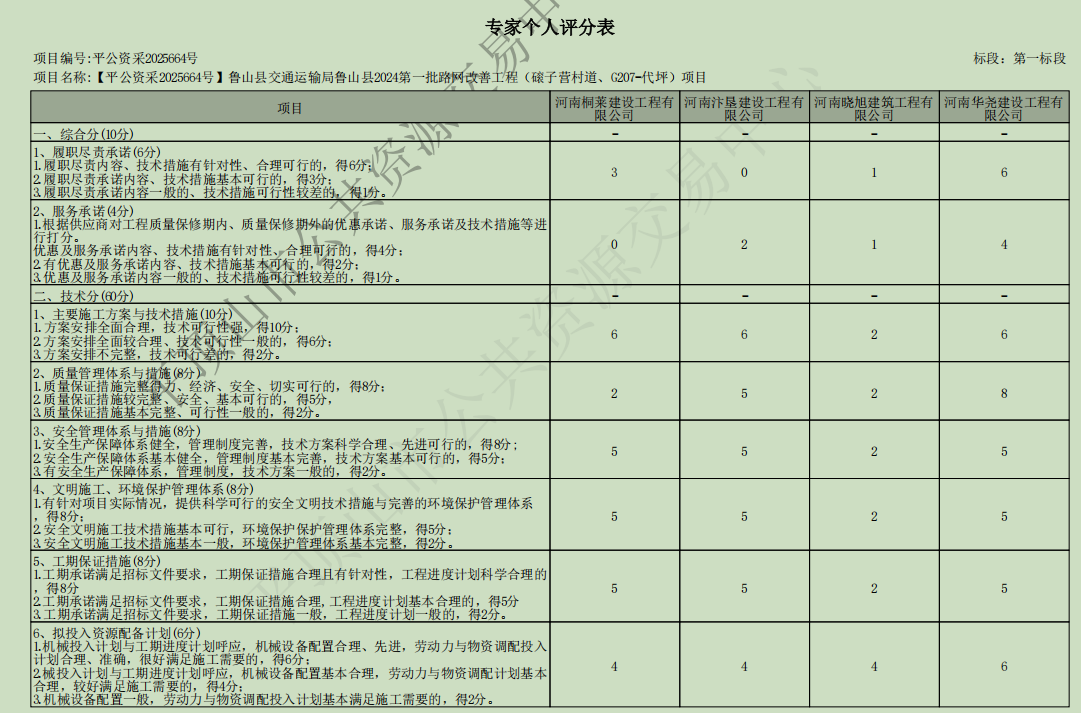 专家个人评分表
项目编号:平公资采2025664号
标段: 第一标段
项目名称:【平公资采2025664号】鲁山县交通运输局鲁山县2024第一批路网改善工程（磙子营村道、G207-代坪）项目
项目
河南桐莱建设工程有限公司
河南汴垦建设工程有限公司
河南晓旭建筑工程有限公司
河南华尧建设工程有限公司
一、综合分(10分)
-
-
-
-
1、履职尽责承诺(6分)
1.履职尽责内容、技术措施有针对性、合理可行的，得6分;
2.履职尽责承诺内容、技术措施基本可行的，得3分;
3.履职尽责承诺内容一般的、技术措施可行性较差的，得1分。
3
0
1
6
2、服务承诺(4分)
1.根据供应商对工程质量保修期内、质量保修期外的优惠承诺、服务承诺及技术措施等进
行打分。
优惠及服务承诺内容、技术措施有针对性、合理可行的，得4分;
2.有优惠及服务承诺内容、技术措施基本可行的，得2分;
3.优惠及服务承诺内容一般的、技术措施可行性较差的，得1分。
0
2
1
4
二、技术分(60分)
-
-
-
-
1、主要施工方案与技术措施(10分)
1.方案安排全面合理，技术可行性强，得10分;
2.方案安排全面较合理、技术可行性一般的，得6分;
3.方案安排不完整，技术可行差的，得2分。
6
6
2
6
2、质量管理体系与措施(8分)
1.质量保证措施完整得力、经济、安全、切实可行的，得8分;
2.质量保证措施较完整、安全、基本可行的，得5分，
3.质量保证措施基本完整、可行性一般的，得2分。
2
5
2
8
3、安全管理体系与措施(8分)
1.安全生产保障体系健全，管理制度完善，技术方案科学合理、先进可行的，得8分;
2.安全生产保障体系基本健全，管理制度基本完善，技术方案基本可行的，得5分;
3.有安全生产保障体系，管理制度，技术方案一般的，得2分。
5
5
2
5
4、文明施工、环境保护管理体系(8分)
1.有针对项目实际情况，提供科学可行的安全文明技术措施与完善的环境保护管理体系
，得8分;
2.安全文明施工技术措施基本可行，环境保护保护管理体系完整，得5分;
3.安全文明施工技术措施基本一般，环境保护管理体系基本完整，得2分。
5
5
2
5
5、工期保证措施(8分)
1.工期承诺满足招标文件要求，工期保证措施合理且有针对性，工程进度计划科学合理的
，得8分
2.工期承诺满足招标文件要求，工期保证措施合理,工程进度计划基本合理的，得5分
3.工期承诺满足招标文件要求，工期保证措施一般，工程进度计划一般的，得2分。
5
5
2
5
6、拟投入资源配备计划(6分)
1.机械投入计划与工期进度计划呼应，机械设备配置合理、先进，劳动力与物资调配投入
计划合理、准确，很好满足施工需要的，得6分;
2.械投入计划与工期进度计划呼应，机械设备配置基本合理，劳动力与物资调配计划基本
合理，较好满足施工需要的，得4分;
3.机械设备配置一般，劳动力与物资调配投入计划基本满足施工需要的，得2分。
4
4
4
6
平顶山市公共资源交易中
平顶山市公共资源交易中心